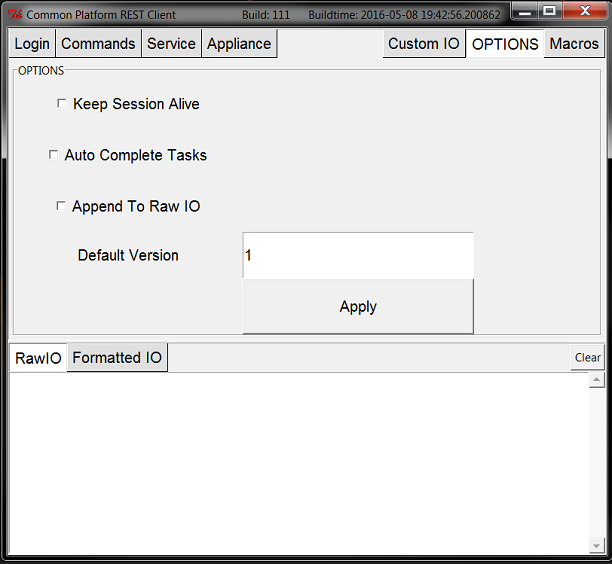 Common Platform REST Client Build: 111 Buildtime: 2016-05-08 19:42:56.200862
Login Commands Service Appliance Custom IO OPTIONS Macros
OPTIONS
Keep Session Alive
Auto Complete Tasks
Append To Raw IO
Default Version 1
Apply
RawIO Formatted IO Clear